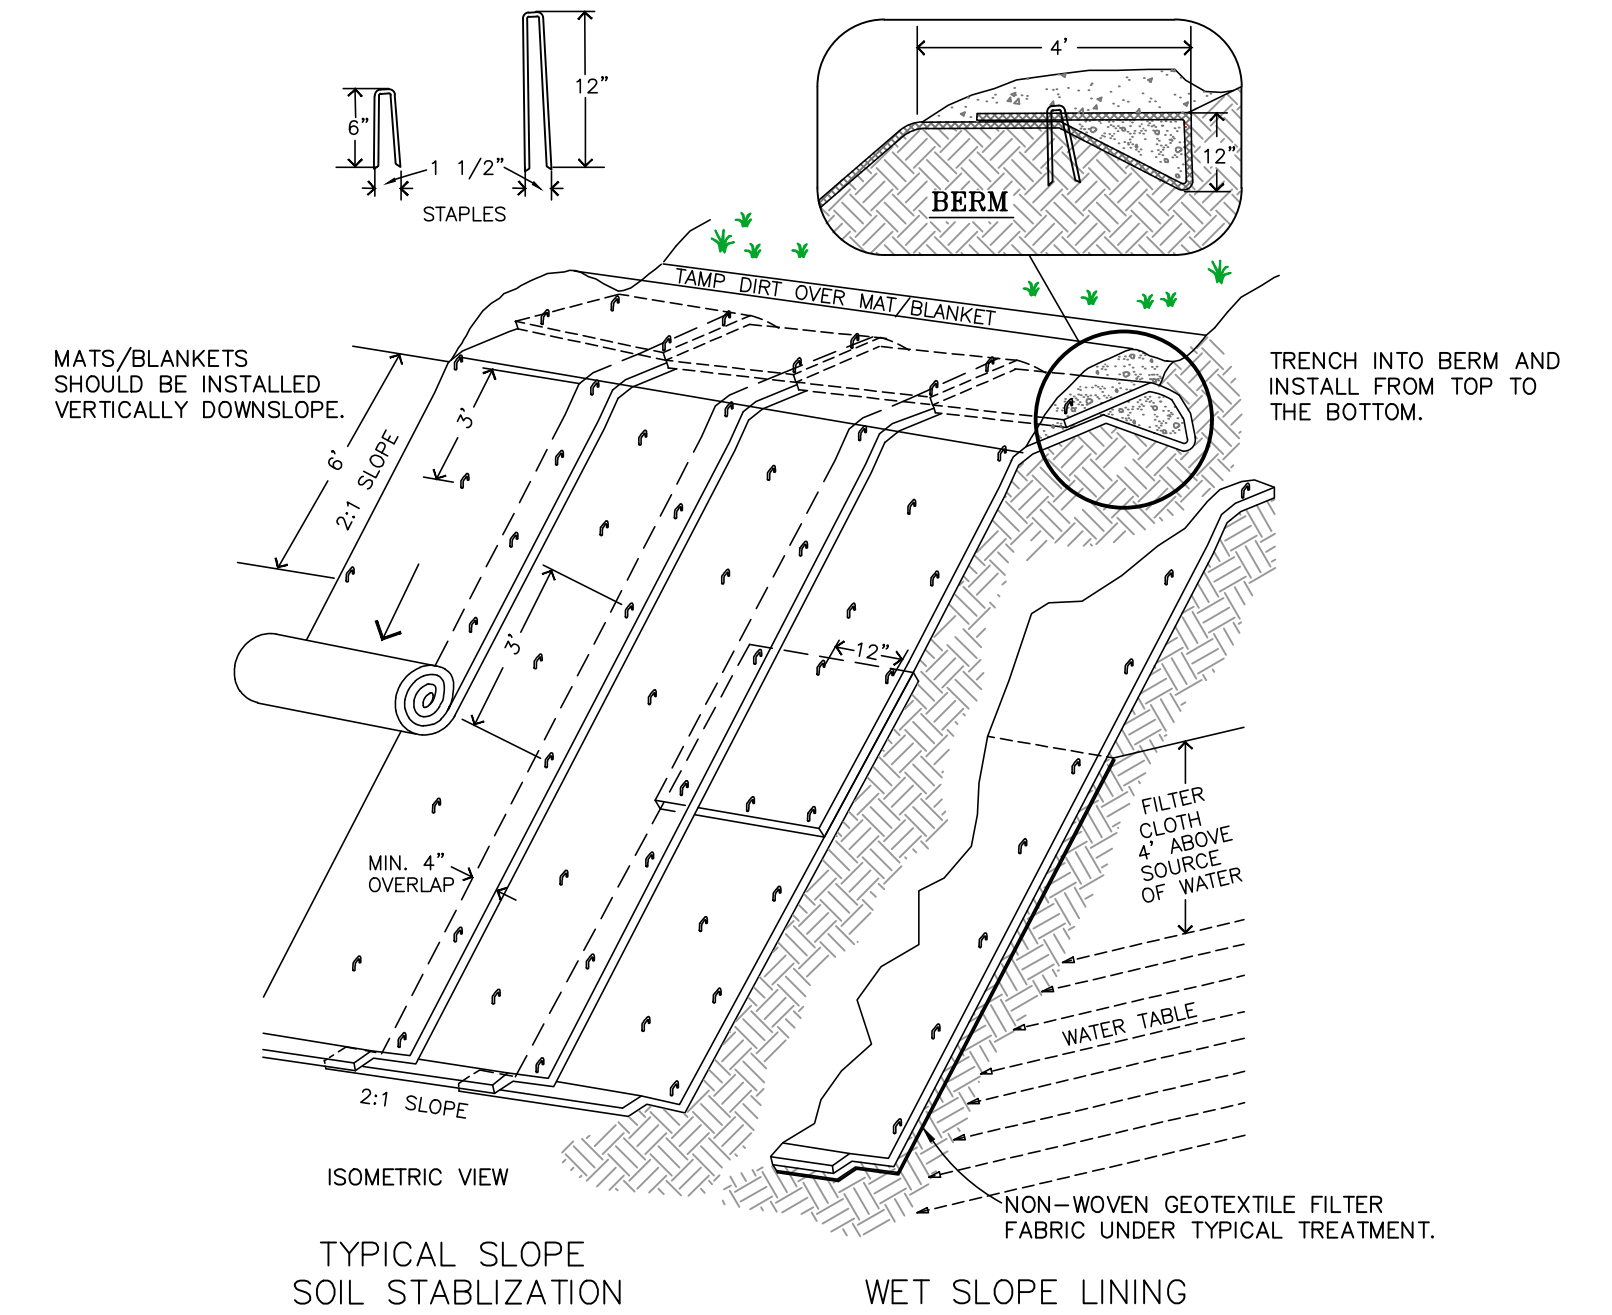 12”
6”
1 1/2”
STAPLES
4’
12”
BERM
TAMP DIRT OVER MAT/BLANKET
MATS/BLANKETS
SHOULD BE INSTALLED
VERTICALLY DOWNSLOPE.
TRENCH INTO BERM AND
INSTALL FROM TOP TO
THE BOTTOM.
3’
6’
2:1 SLOPE
3’
12”
MIN. 4”
OVERLAP
FILTER
CLOTH
4’ ABOVE
SOURCE
OF WATER
WATER TABLE
2:1 SLOPE
ISOMETRIC VIEW
NON-WOVEN GEOTEXTILE FILTER
FABRIC UNDER TYPICAL TREATMENT.
TYPICAL SLOPE
SOIL STABLIZATION
WET SLOPE LINING